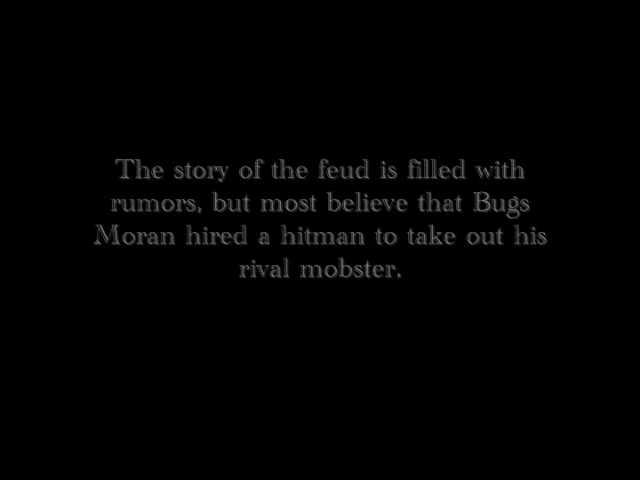 The story of the feud is filled with
rumors, but most believe that Bugs
Moran hired a hitman to take out his
rival mobster.